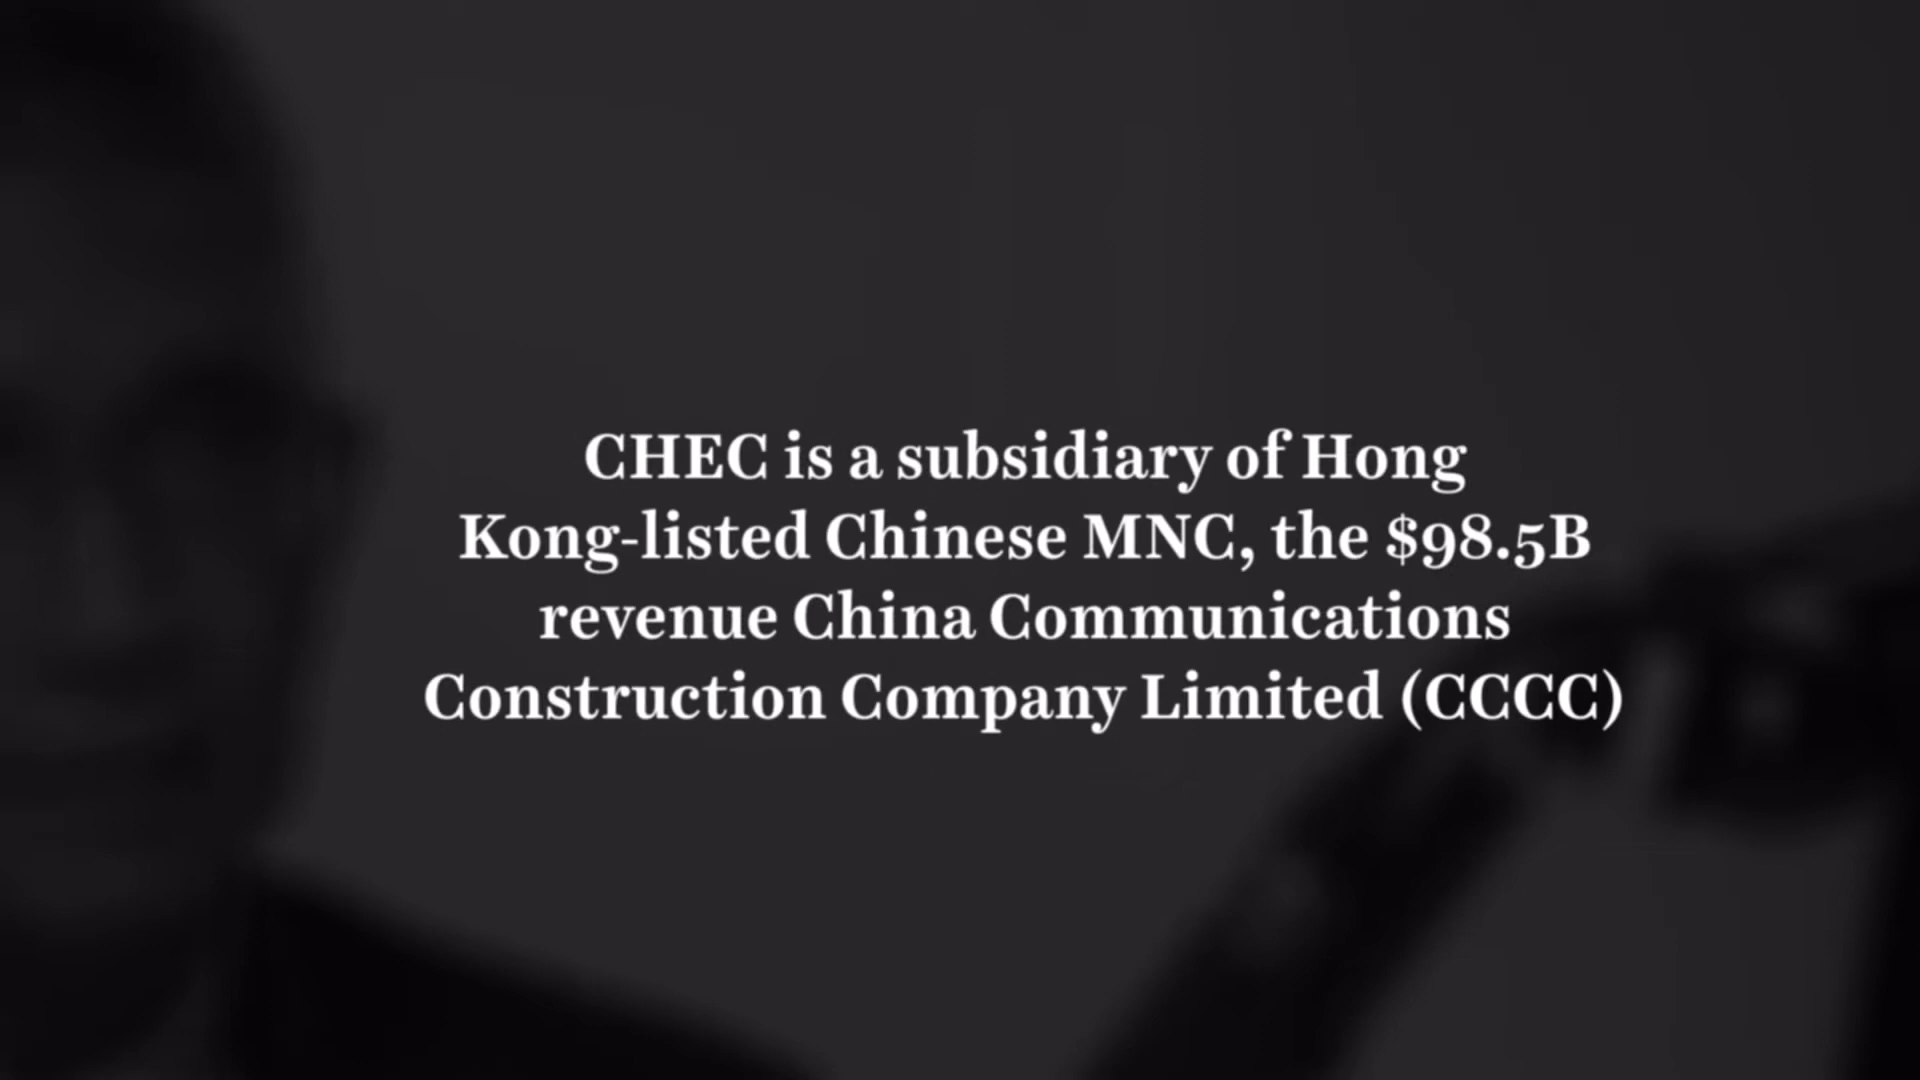 CHEC is a subsidiary of Hong
Kong-listed Chinese MNC, the $98.5B
revenue China Communications
Construction Company Limited (CCCC)